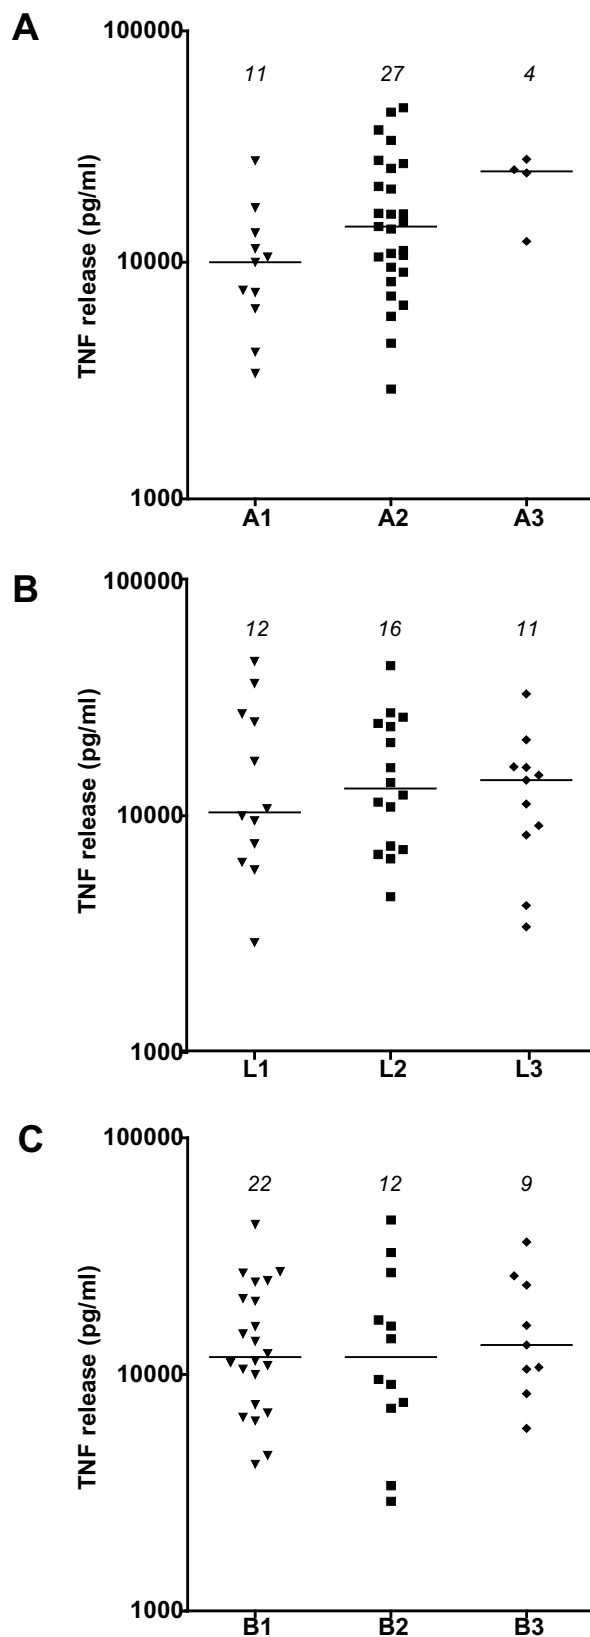 A
100000
11 27 4
TNF release (pg/ml)
10000
1000
A1 A2 A3
B
100000
12 16 11
TNF release (pg/ml)
10000
1000
L1 L2 L3
C
100000
22 12 9
TNF release (pg/ml)
10000
1000
B1 B2 B3